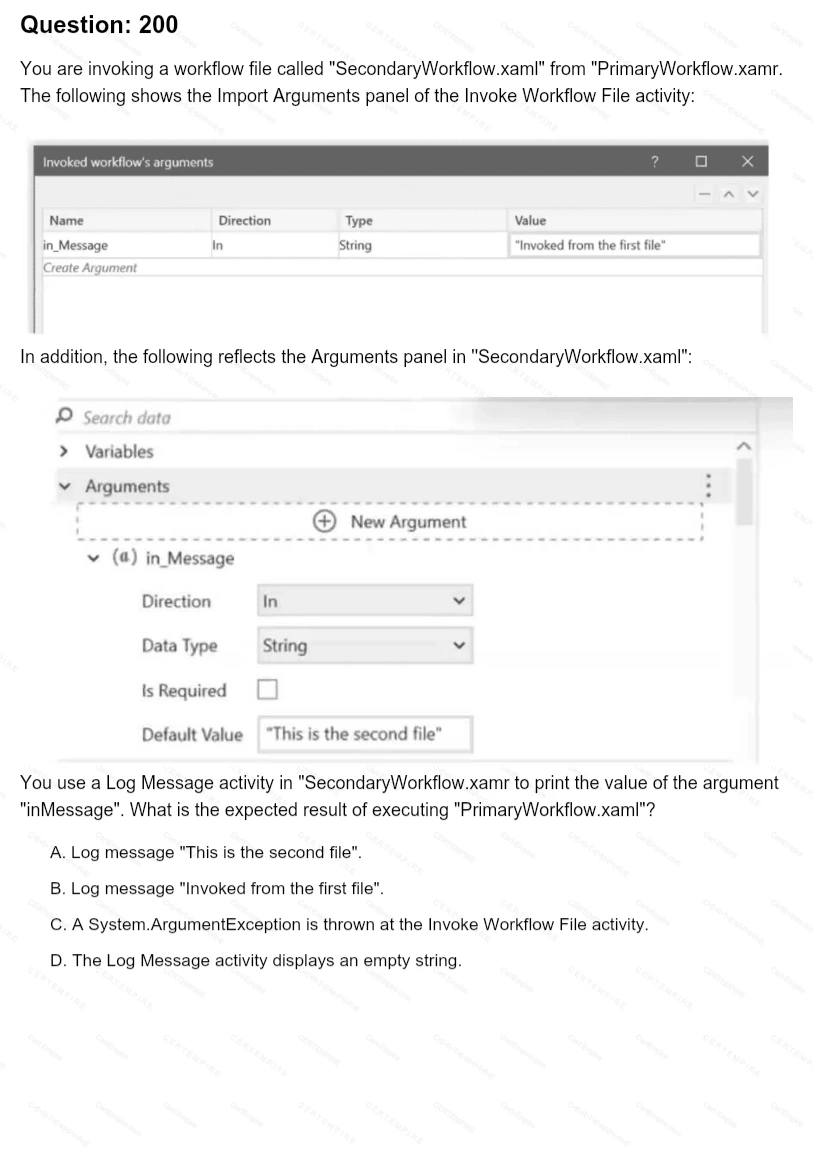 Question: 200
You are invoking a workflow file called "SecondaryWorkflow.xaml" from "PrimaryWorkflow.xamr.
The following shows the Import Arguments panel of the Invoke Workflow File activity:
Invoked workflow's arguments ?
Name Direction Type Value
in_Message In String "Invoked from the first file"
Create Argument
In addition, the following reflects the Arguments panel in "SecondaryWorkflow.xaml":
Search data
Variables
Arguments
New Argument
(a) in_Message
Direction In
Data Type String
Is Required
Default Value "This is the second file"
You use a Log Message activity in "SecondaryWorkflow.xamr to print the value of the argument
"inMessage". What is the expected result of executing "PrimaryWorkflow.xaml"?
A. Log message "This is the second file".
B. Log message "Invoked from the first file".
C. A System.ArgumentException is thrown at the Invoke Workflow File activity.
D. The Log Message activity displays an empty string.